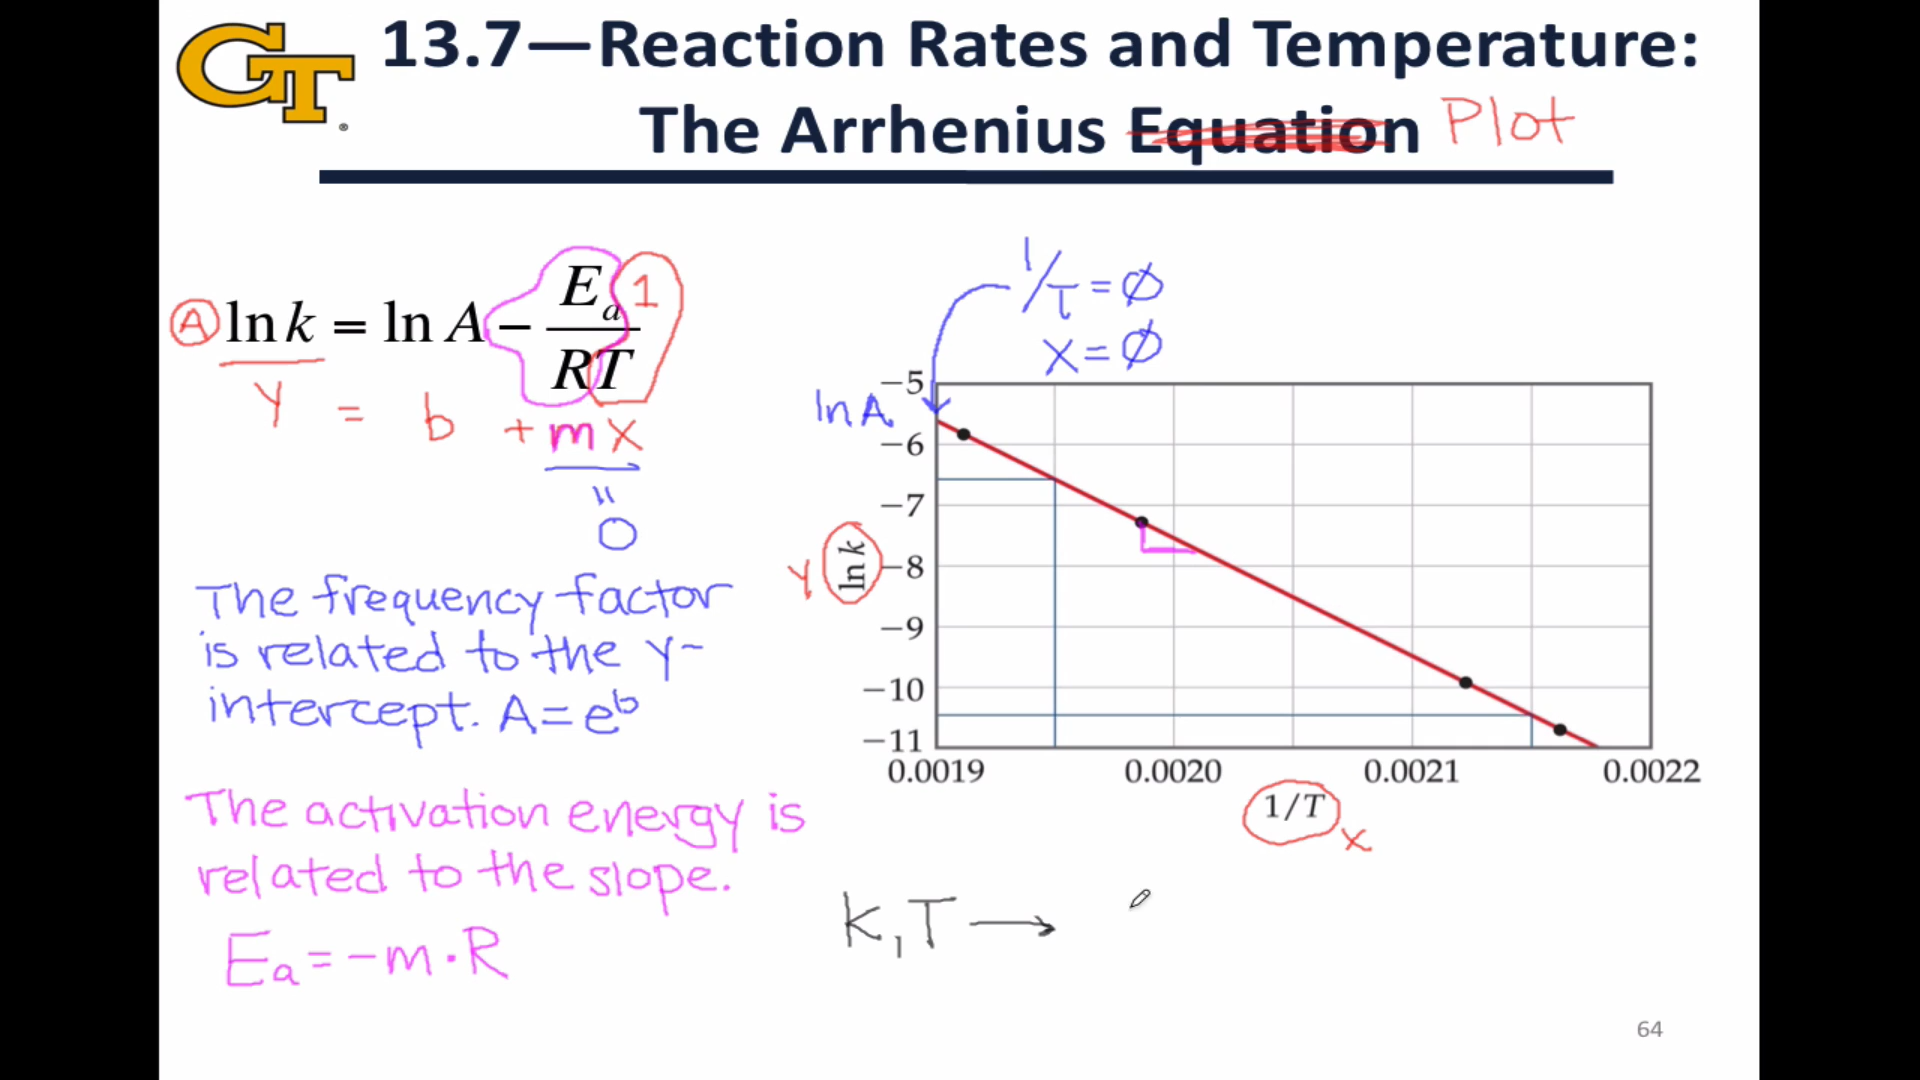 GT
®
13.7—Reaction Rates and Temperature:
The Arrhenius Equation Plot
A ln k = ln A − Eₐ 1 / RT
Y = b + m X
"
0
The frequency factor
is related to the Y-
intercept. A = e^b
The activation energy is
related to the slope.
Ea = -m·R
1/T = Ø
X = Ø
ln A
−5
−6
−7
−8
−9
−10
−11
Y ln k
0.0019 0.0020 0.0021 0.0022
1/T X
K, T →
64